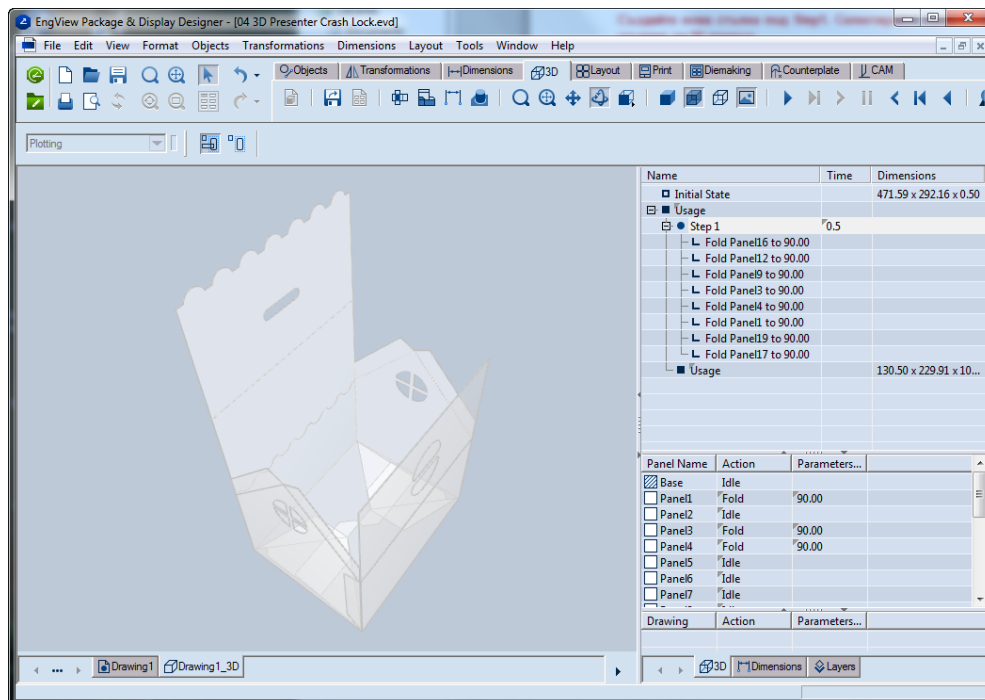 EngView Package & Display Designer - [04 3D Presenter Crash Lock.evd]
File Edit View Format Objects Transformations Dimensions Layout Tools Window Help
Objects Transformations Dimensions 3D Layout Print Diemaking Counterplate CAM
Plotting
Name Time Dimensions
Initial State 471.59 x 292.16 x 0.50
Usage
Step 1 0.5
Fold Panel16 to 90.00
Fold Panel12 to 90.00
Fold Panel9 to 90.00
Fold Panel3 to 90.00
Fold Panel4 to 90.00
Fold Panel1 to 90.00
Fold Panel19 to 90.00
Fold Panel17 to 90.00
Usage 130.50 x 229.91 x 10...
Panel Name Action Parameters...
Base Idle
Panel1 Fold 90.00
Panel2 Idle
Panel3 Fold 90.00
Panel4 Fold 90.00
Panel5 Idle
Panel6 Idle
Panel7 Idle
Drawing Action Parameters...
Drawing1 Drawing1_3D
3D Dimensions Layers